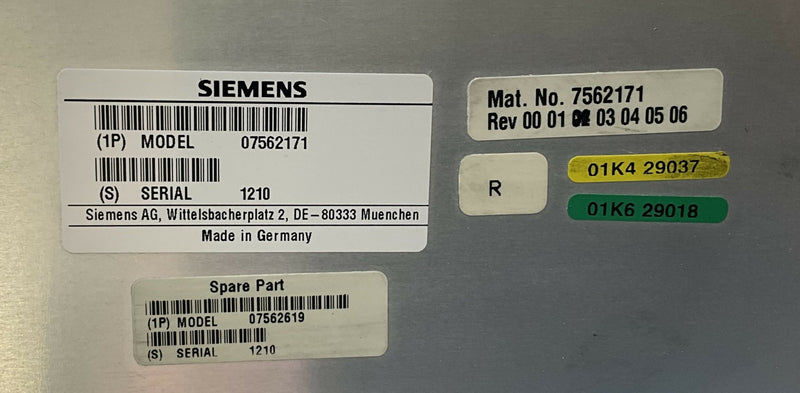 SIEMENS
(1P) MODEL 07562171
(S) SERIAL 1210
Siemens AG, Wittelsbacherplatz 2, DE-80333 Muenchen
Made in Germany
Mat. No. 7562171
Rev 00 01 02 03 04 05 06
R
01K4 29037
01K6 29018
Spare Part
(1P) MODEL 07562619
(S) SERIAL 1210